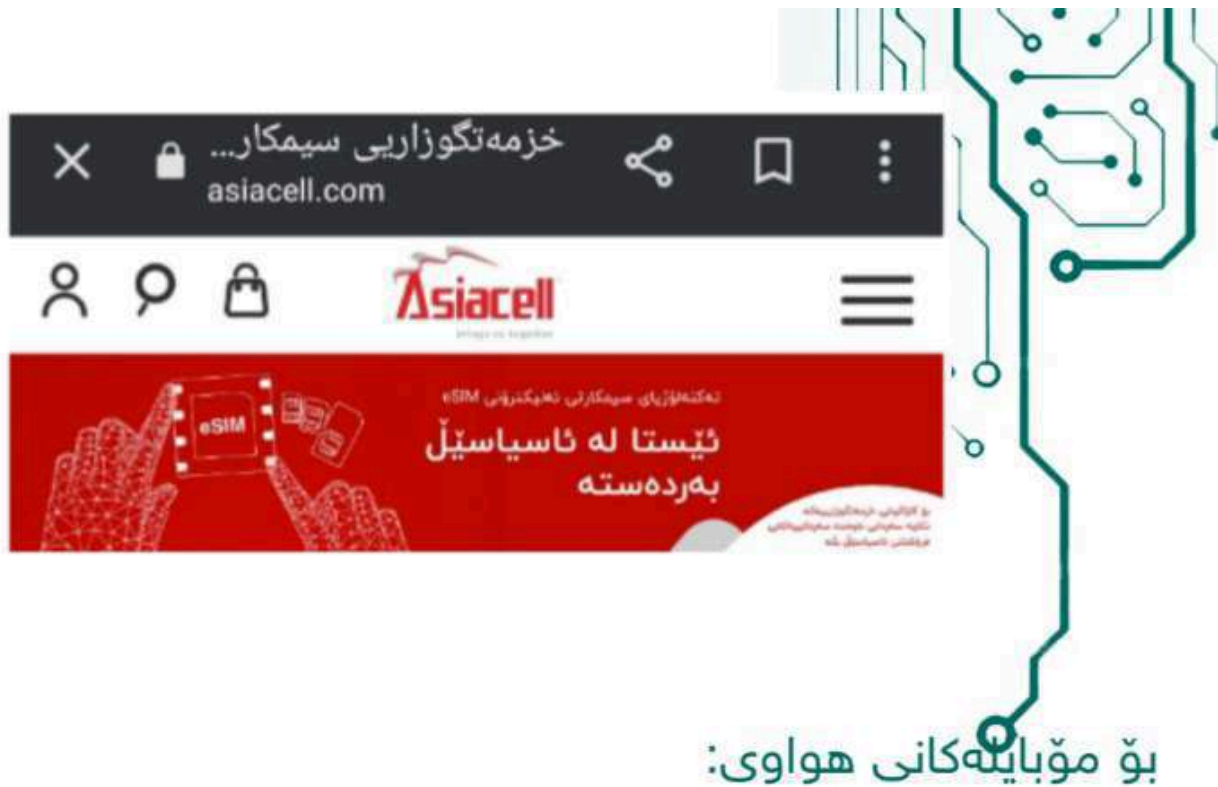 خزمەتگوزاریی سیمکار...
asiacell.com
Asiacell
تەکنەلۆژیای سیمکارتی ئەلیکترۆنی eSIM
ئێستا لە ئاسیاسێڵ
بەردەستە
eSIM
بۆ مۆبایلەکانی هواوی: